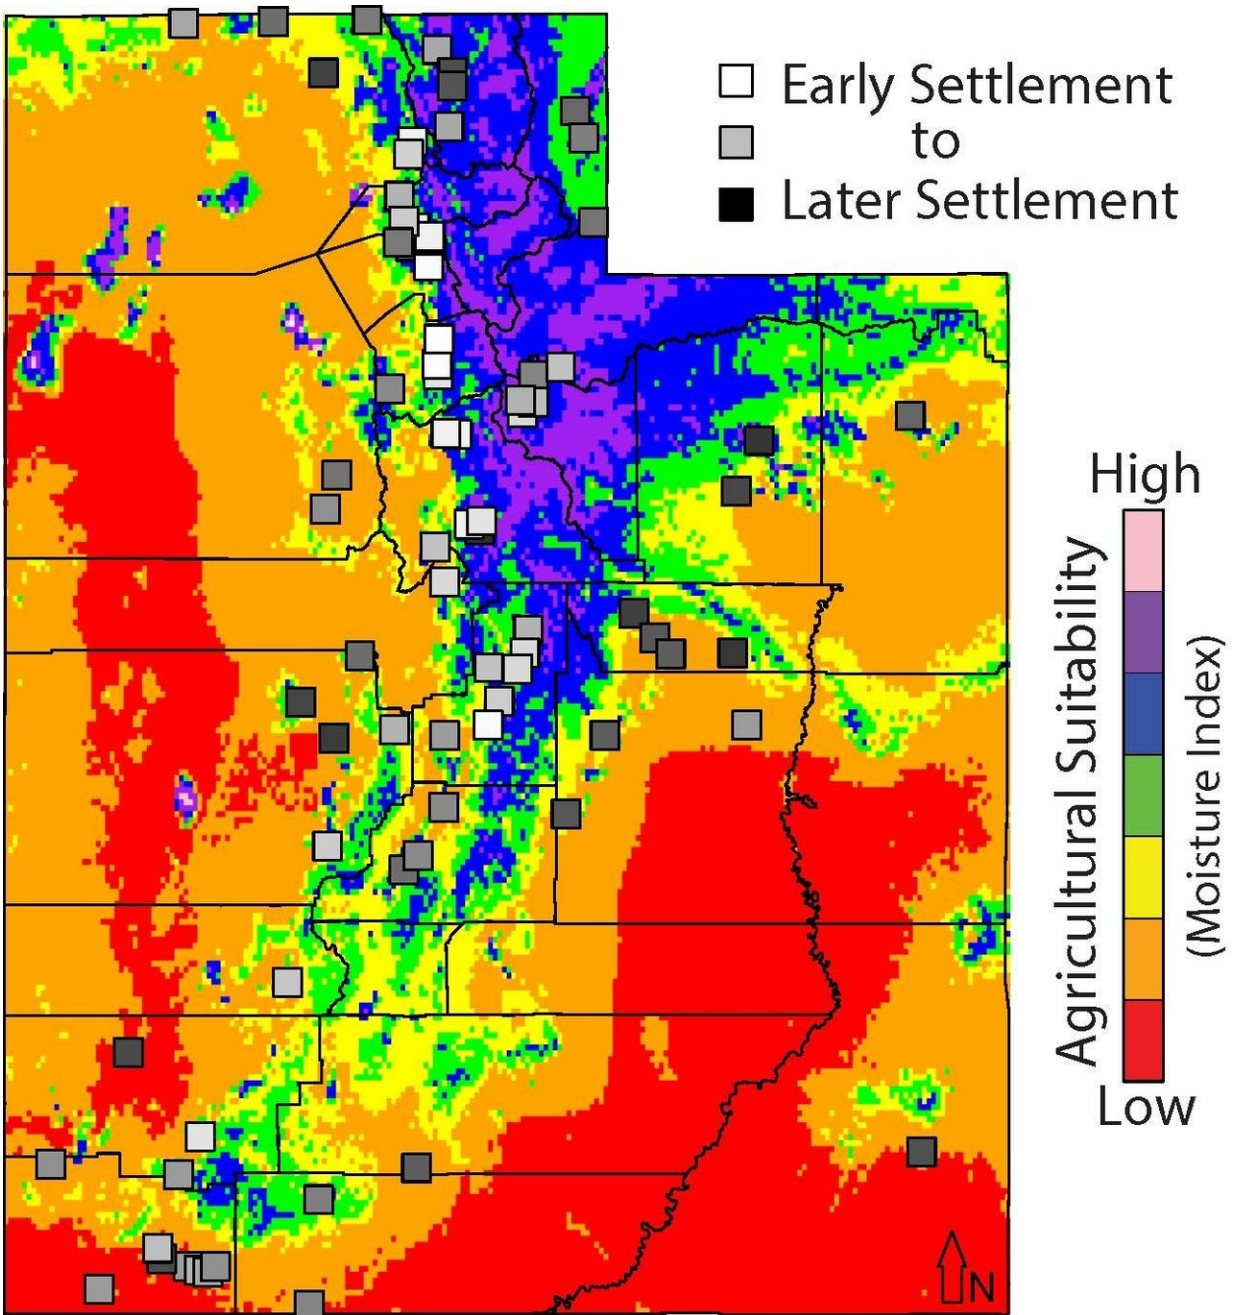 Early Settlement
to
Later Settlement
High
Agricultural Suitability
(Moisture Index)
Low
N